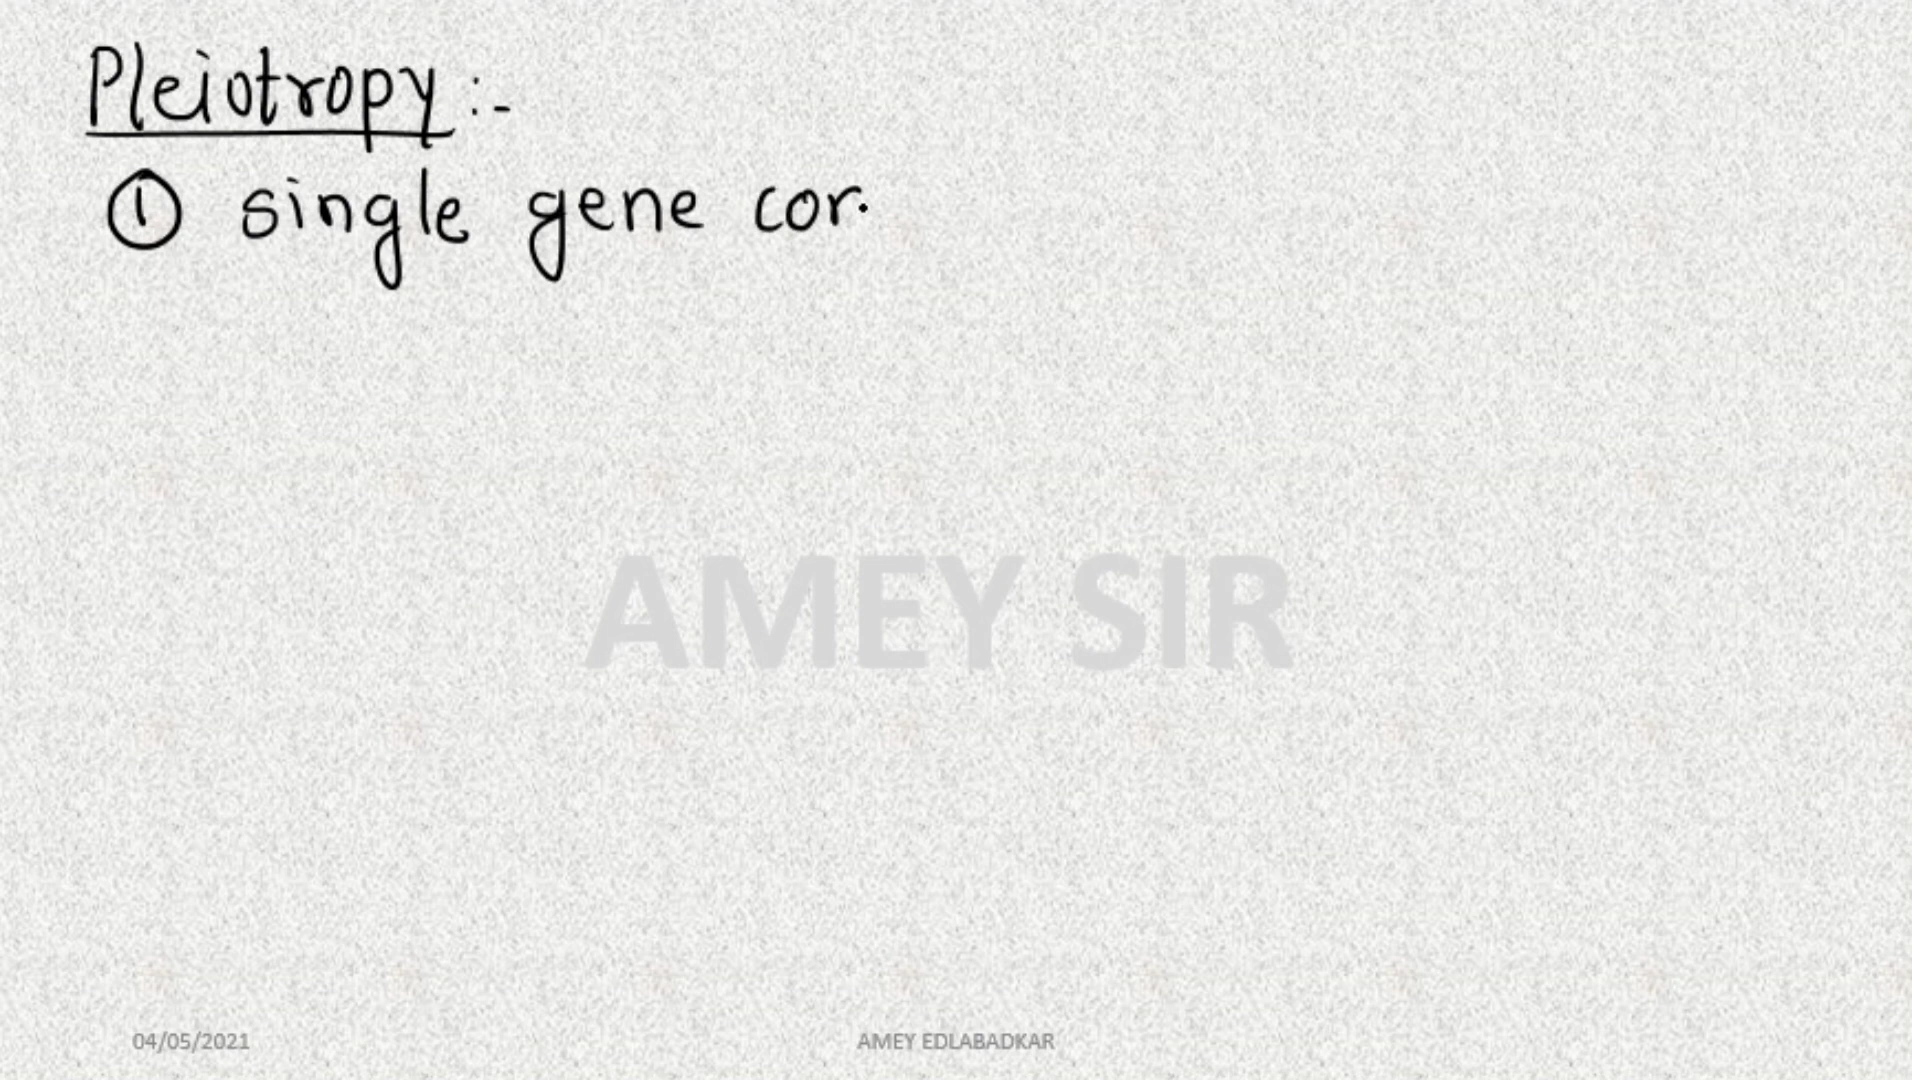 Pleiotropy :-
① single gene cor
AMEY SIR
04/05/2021 AMEY EDLABADKAR